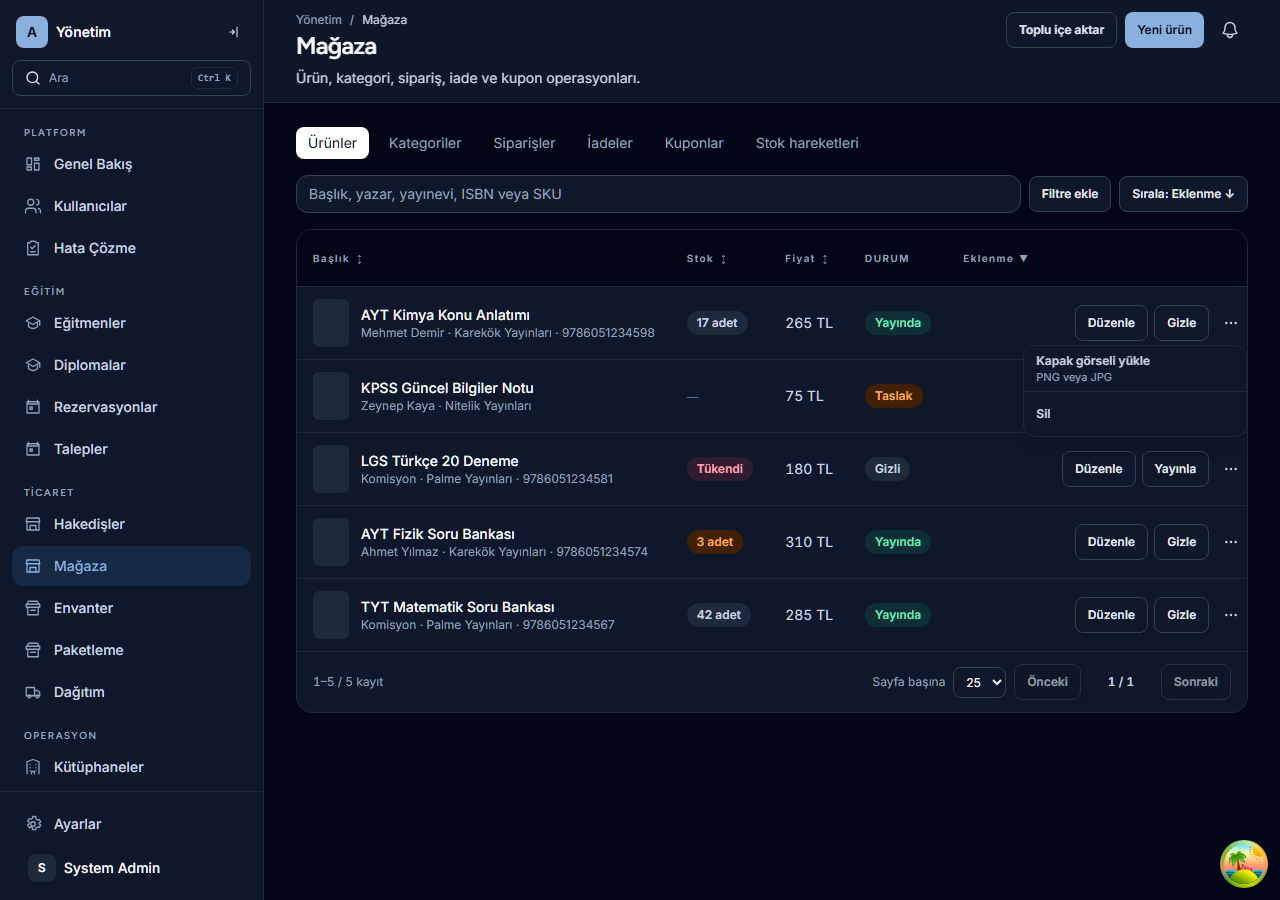 A Yönetim
Ara Ctrl K
PLATFORM
Genel Bakış
Kullanıcılar
Hata Çözme
EĞİTİM
Eğitmenler
Diplomalar
Rezervasyonlar
Talepler
TİCARET
Hakedişler
Mağaza
Envanter
Paketleme
Dağıtım
OPERASYON
Kütüphaneler
Ayarlar
S System Admin
Yönetim / Mağaza
Mağaza
Ürün, kategori, sipariş, iade ve kupon operasyonları.
Toplu içe aktar Yeni ürün
Ürünler Kategoriler Siparişler İadeler Kuponlar Stok hareketleri
Başlık, yazar, yayınevi, ISBN veya SKU Filtre ekle Sırala: Eklenme ↓
Başlık ↕ Stok ↕ Fiyat ↕ DURUM Eklenme ▼
AYT Kimya Konu Anlatımı
Mehmet Demir · Karekök Yayınları · 9786051234598
17 adet 265 TL Yayında Düzenle Gizle ···
Kapak görseli yükle
PNG veya JPG
Sil
KPSS Güncel Bilgiler Notu
Zeynep Kaya · Nitelik Yayınları
— 75 TL Taslak
LGS Türkçe 20 Deneme
Komisyon · Palme Yayınları · 9786051234581
Tükendi 180 TL Gizli Düzenle Yayınla ···
AYT Fizik Soru Bankası
Ahmet Yılmaz · Karekök Yayınları · 9786051234574
3 adet 310 TL Yayında Düzenle Gizle ···
TYT Matematik Soru Bankası
Komisyon · Palme Yayınları · 9786051234567
42 adet 285 TL Yayında Düzenle Gizle ···
1–5 / 5 kayıt Sayfa başına 25 Önceki 1 / 1 Sonraki